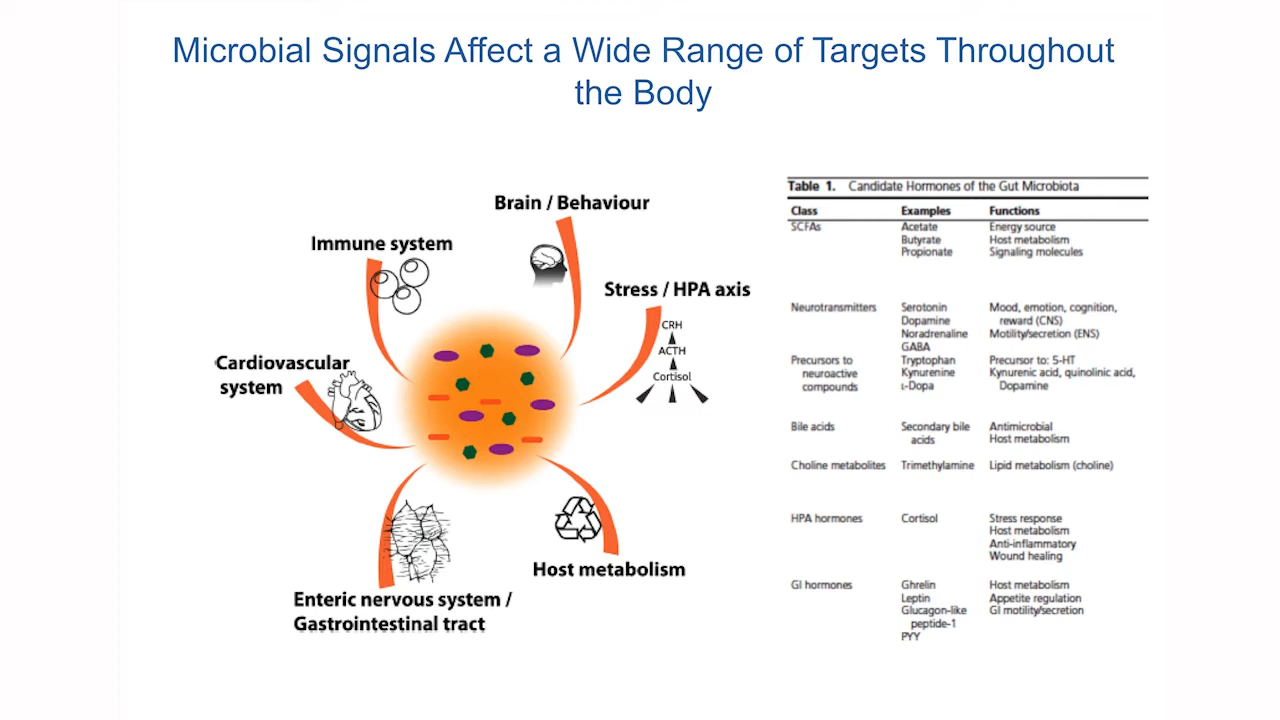 Microbial Signals Affect a Wide Range of Targets Throughout
the Body
Brain / Behaviour
Immune system
Stress / HPA axis
CRH
ACTH
Cortisol
Cardiovascular
system
Host metabolism
Enteric nervous system /
Gastrointestinal tract
Table 1. Candidate Hormones of the Gut Microbiota
Class Examples Functions
SCFAs Acetate Energy source
Butyrate Host metabolism
Propionate Signaling molecules
Neurotransmitters Serotonin Mood, emotion, cognition,
Dopamine reward (CNS)
Noradrenaline Motility/secretion (ENS)
GABA
Precursors to Tryptophan Precursor to: 5-HT
neuroactive Kynurenine Kynurenic acid, quinolinic acid,
compounds L-Dopa Dopamine
Bile acids Secondary bile Antimicrobial
acids Host metabolism
Choline metabolites Trimethylamine Lipid metabolism (choline)
HPA hormones Cortisol Stress response
Host metabolism
Anti-inflammatory
Wound healing
GI hormones Ghrelin Host metabolism
Leptin Appetite regulation
Glucagon-like GI motility/secretion
peptide-1
PYY